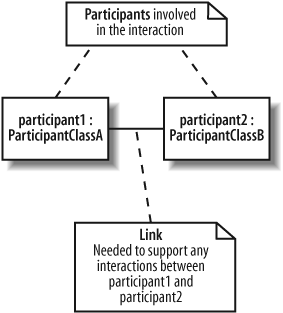 Participants involved
in the interaction
participant1 :
ParticipantClassA
participant2 :
ParticipantClassB
Link
Needed to support any
interactions between
participant1 and
participant2